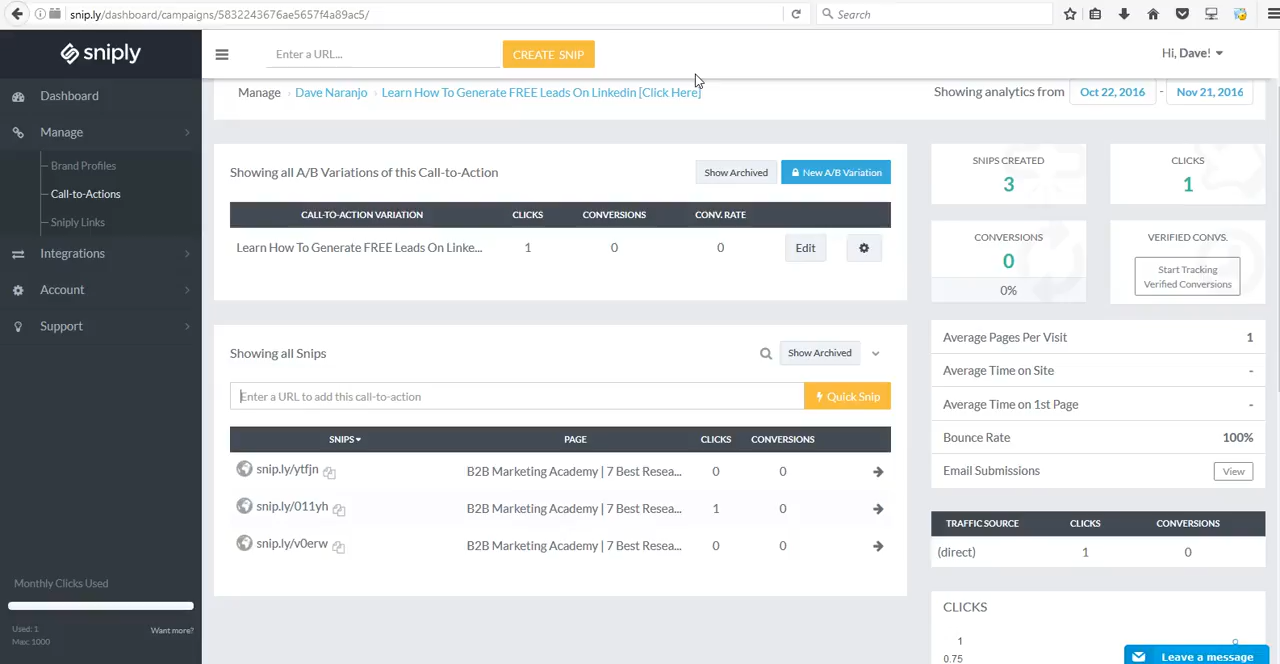 snip.ly/dashboard/campaigns/5832243676ae5657f4a89ac5/
Search
sniply
Enter a URL...
CREATE SNIP
Hi, Dave!
Dashboard
Manage
Brand Profiles
Call-to-Actions
Sniply Links
Integrations
Account
Support
Monthly Clicks Used
Used: 1
Max: 1000
Want more?
Manage › Dave Naranjo › Learn How To Generate FREE Leads On Linkedin [Click Here]
Showing analytics from Oct 22, 2016 - Nov 21, 2016
Showing all A/B Variations of this Call-to-Action
Show Archived
New A/B Variation
CALL-TO-ACTION VARIATION CLICKS CONVERSIONS CONV. RATE
Learn How To Generate FREE Leads On Linke... 1 0 0 Edit
Showing all Snips
Show Archived
Enter a URL to add this call-to-action
Quick Snip
SNIPS PAGE CLICKS CONVERSIONS
snip.ly/ytfjn B2B Marketing Academy | 7 Best Resea... 0 0
snip.ly/011yh B2B Marketing Academy | 7 Best Resea... 1 0
snip.ly/v0erw B2B Marketing Academy | 7 Best Resea... 0 0
SNIPS CREATED
3
CLICKS
1
CONVERSIONS
0
0%
VERIFIED CONVS.
Start Tracking
Verified Conversions
Average Pages Per Visit 1
Average Time on Site -
Average Time on 1st Page -
Bounce Rate 100%
Email Submissions View
TRAFFIC SOURCE CLICKS CONVERSIONS
(direct) 1 0
CLICKS
1
0.75
Leave a message